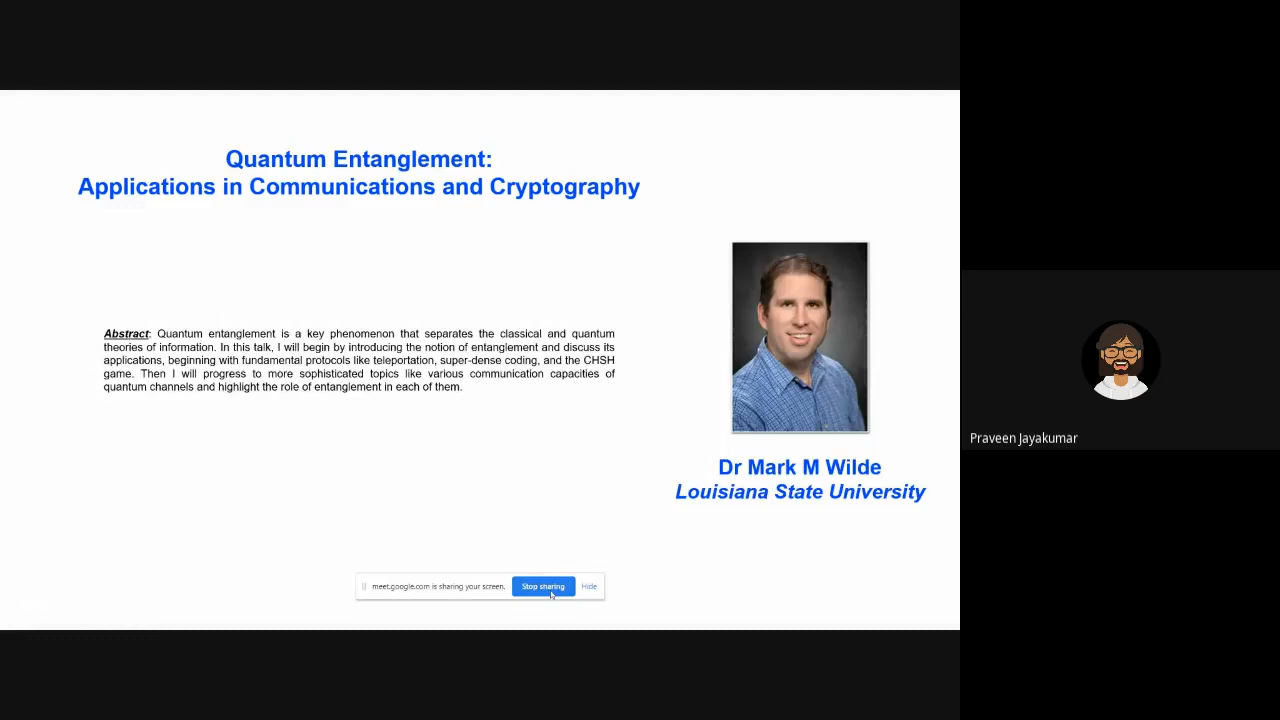 Quantum Entanglement:
Applications in Communications and Cryptography
Abstract: Quantum entanglement is a key phenomenon that separates the classical and quantum
theories of information. In this talk, I will begin by introducing the notion of entanglement and discuss its
applications, beginning with fundamental protocols like teleportation, super-dense coding, and the CHSH
game. Then I will progress to more sophisticated topics like various communication capacities of
quantum channels and highlight the role of entanglement in each of them.
Dr Mark M Wilde
Louisiana State University
meet.google.com is sharing your screen. Stop sharing Hide
Praveen Jayakumar